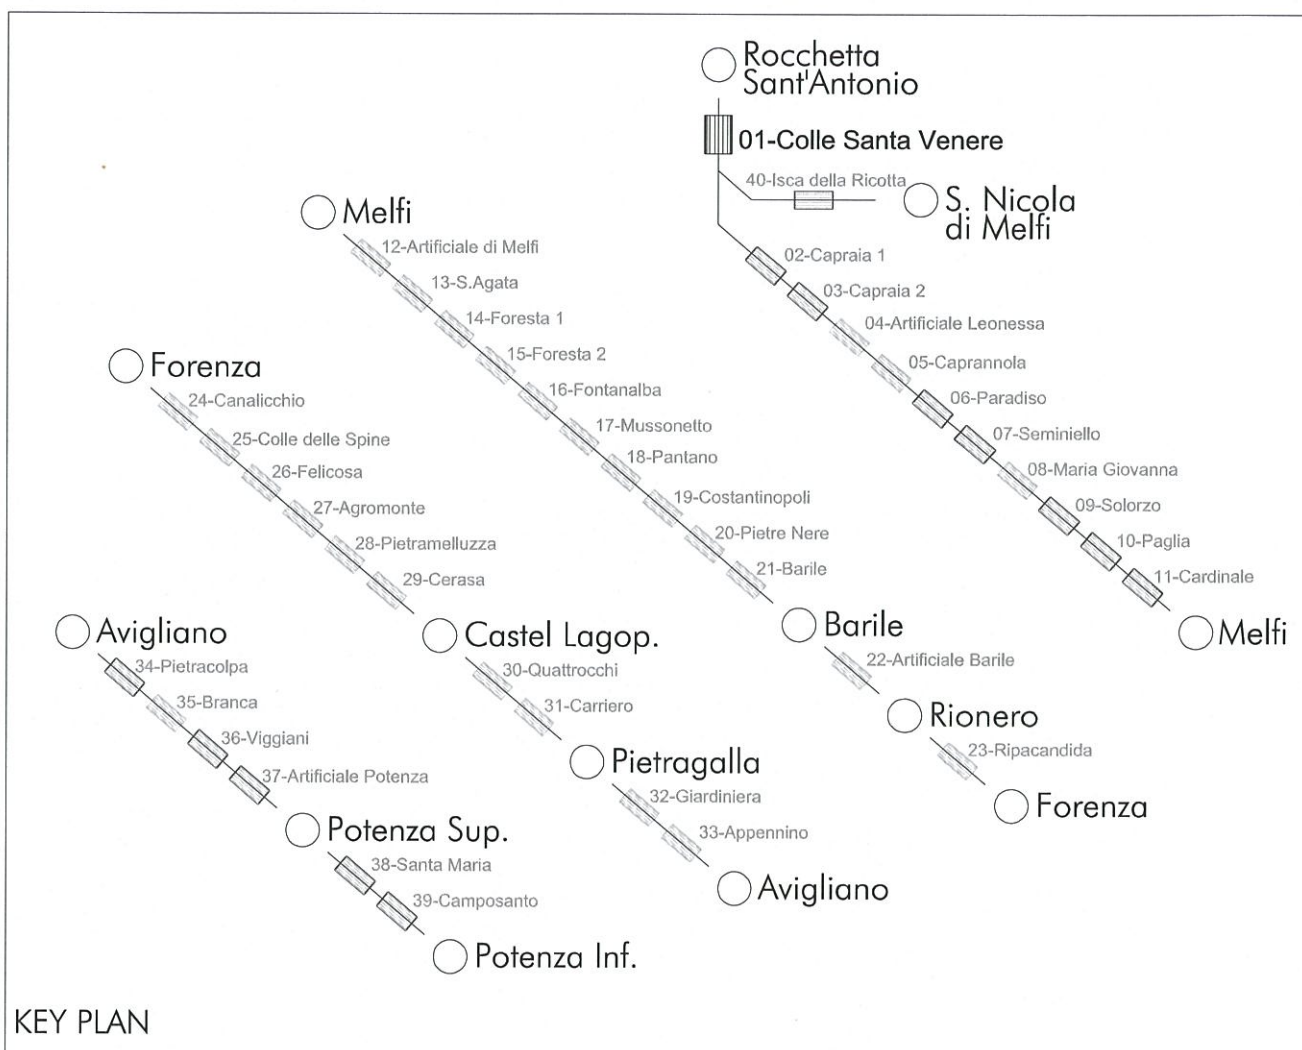 Rocchetta
Sant'Antonio
01-Colle Santa Venere
40-Isca della Ricotta
S. Nicola
di Melfi
02-Capraia 1
03-Capraia 2
04-Artificiale Leonessa
05-Caprannola
06-Paradiso
07-Seminiello
08-Maria Giovanna
09-Solorzo
10-Paglia
11-Cardinale
Melfi
Melfi
12-Artificiale di Melfi
13-S.Agata
14-Foresta 1
15-Foresta 2
16-Fontanalba
17-Mussonetto
18-Pantano
19-Costantinopoli
20-Pietre Nere
21-Barile
Barile
22-Artificiale Barile
Rionero
23-Ripacandida
Forenza
Forenza
24-Canalicchio
25-Colle delle Spine
26-Felicosa
27-Agromonte
28-Pietramelluzza
29-Cerasa
Castel Lagop.
30-Quattrocchi
31-Carriero
Pietragalla
32-Giardiniera
33-Appennino
Avigliano
Avigliano
34-Pietracolpa
35-Branca
36-Viggiani
37-Artificiale Potenza
Potenza Sup.
38-Santa Maria
39-Camposanto
Potenza Inf.
KEY PLAN